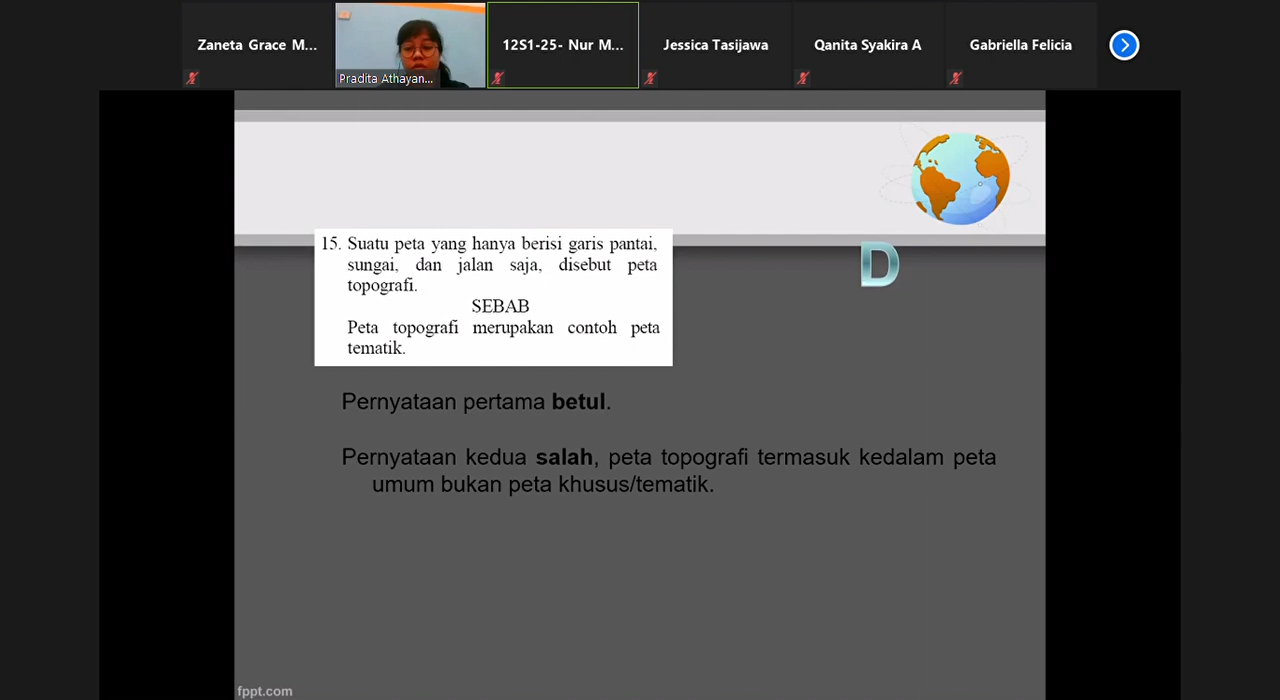 Zaneta Grace M...
Pradita Athayan...
12S1-25- Nur M...
Jessica Tasijawa
Qanita Syakira A
Gabriella Felicia
15. Suatu peta yang hanya berisi garis pantai,
sungai, dan jalan saja, disebut peta
topografi.
SEBAB
Peta topografi merupakan contoh peta
tematik.
D
Pernyataan pertama betul.
Pernyataan kedua salah, peta topografi termasuk kedalam peta
umum bukan peta khusus/tematik.
fppt.com